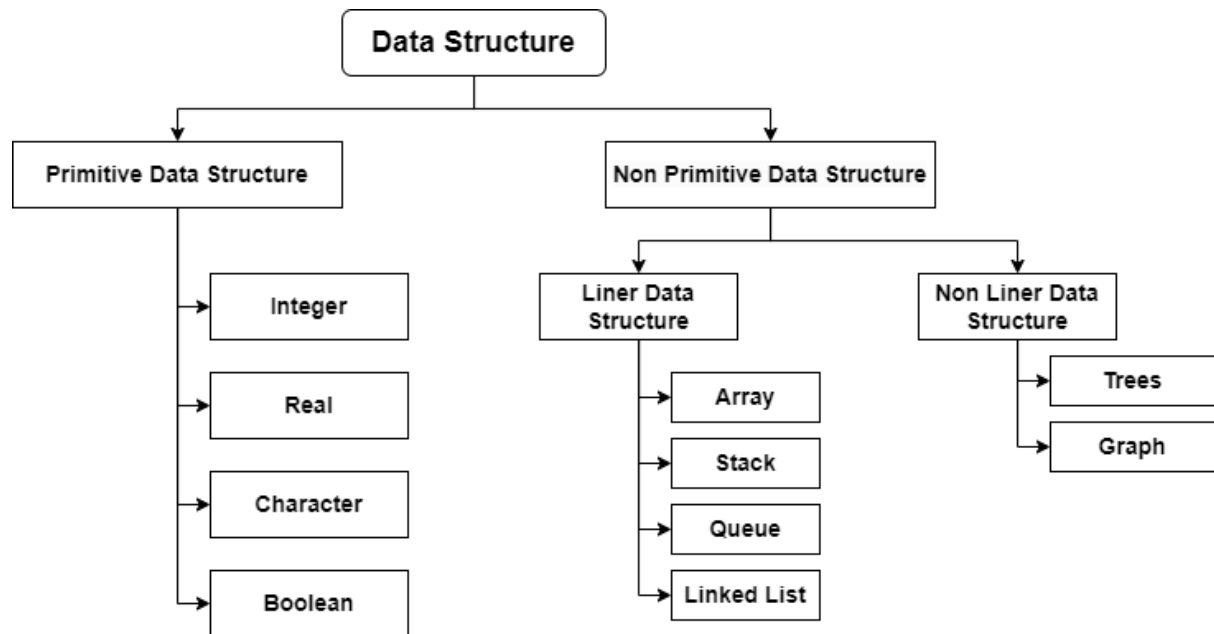 Data Structure
Primitive Data Structure
Non Primitive Data Structure
Integer
Real
Character
Boolean
Liner Data
Structure
Array
Stack
Queue
Linked List
Non Liner Data
Structure
Trees
Graph